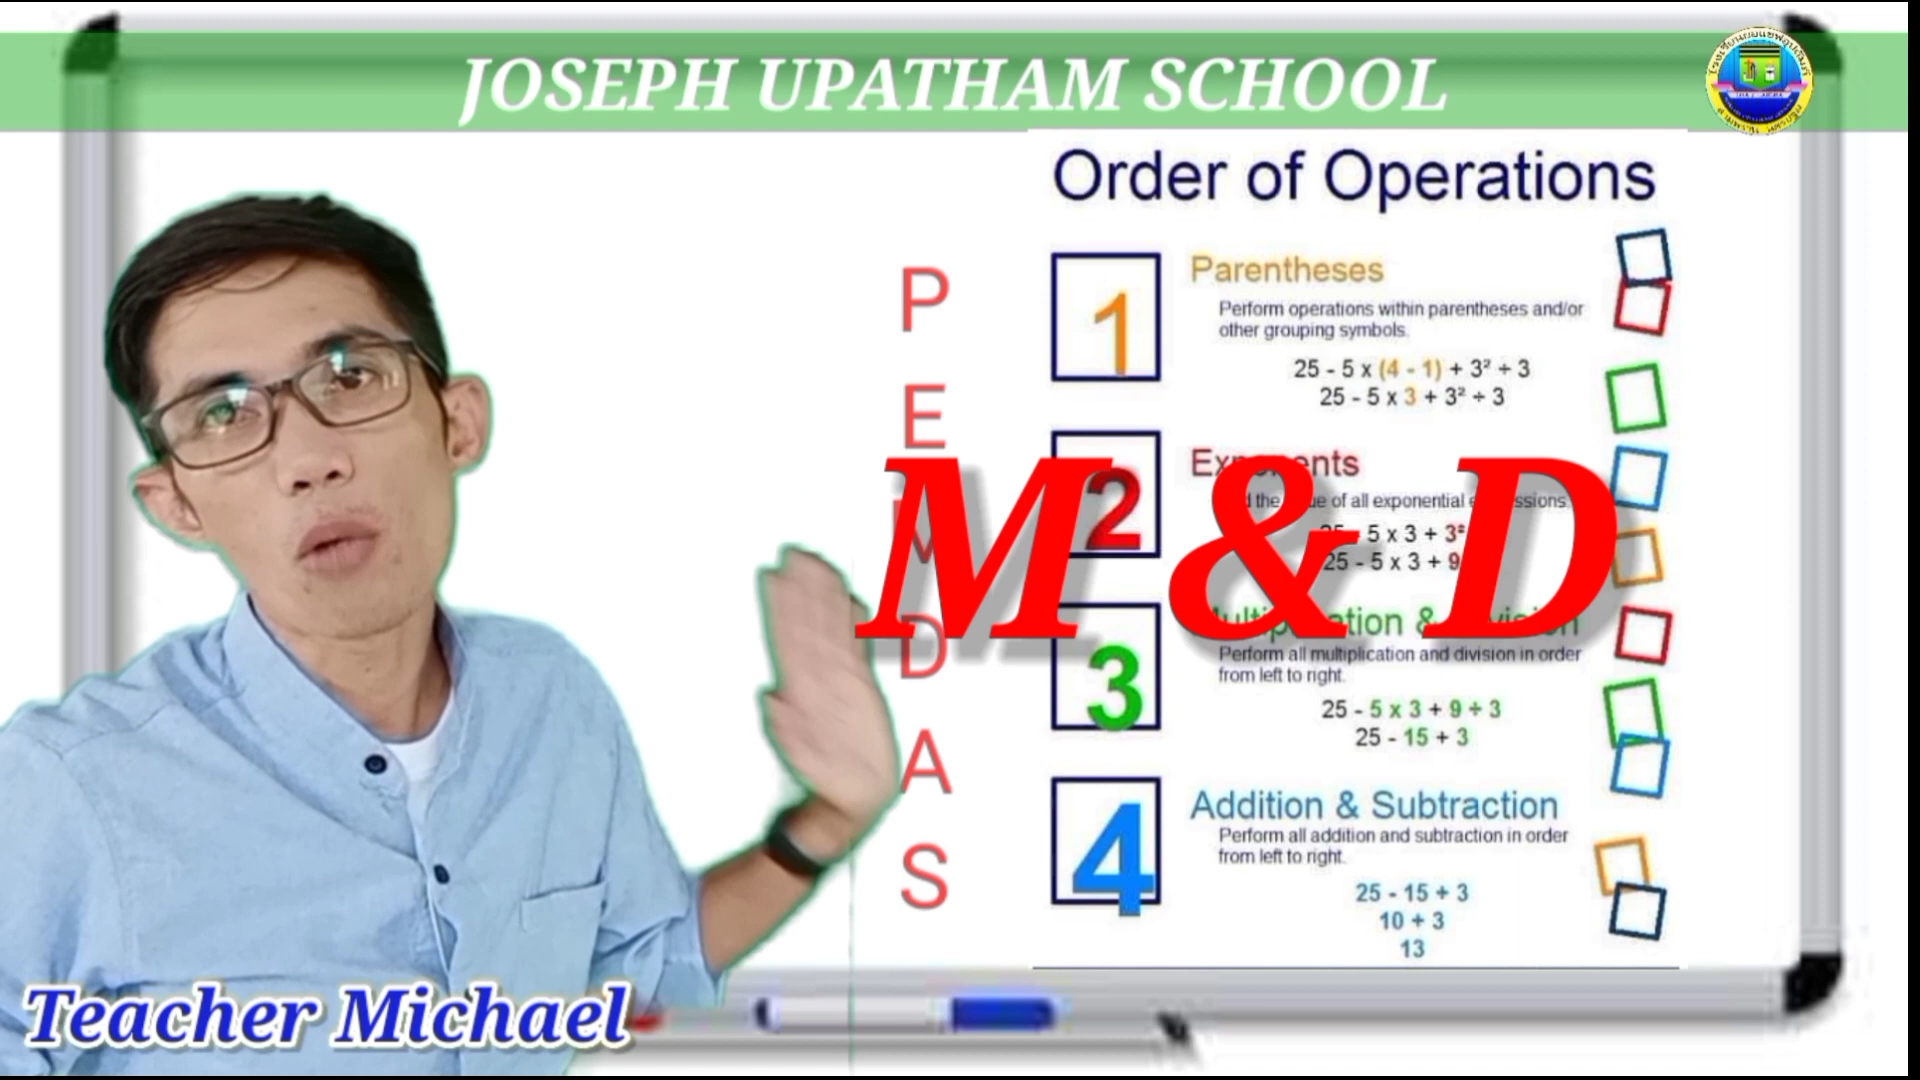 JOSEPH UPATHAM SCHOOL
Order of Operations
P
E
M
D
A
S
1
Parentheses
Perform operations within parentheses and/or
other grouping symbols.
25 - 5 x (4 - 1) + 3² ÷ 3
25 - 5 x 3 + 3² ÷ 3
2
of all exponential
5 x 3 + 3²
25 - 5 x 3 + 9
M & D
3
Perform all multiplication and division in order
from left to right.
25 - 5 x 3 + 9 ÷ 3
25 - 15 + 3
4
Addition & Subtraction
Perform all addition and subtraction in order
from left to right.
25 - 15 + 3
10 + 3
13
Teacher Michael